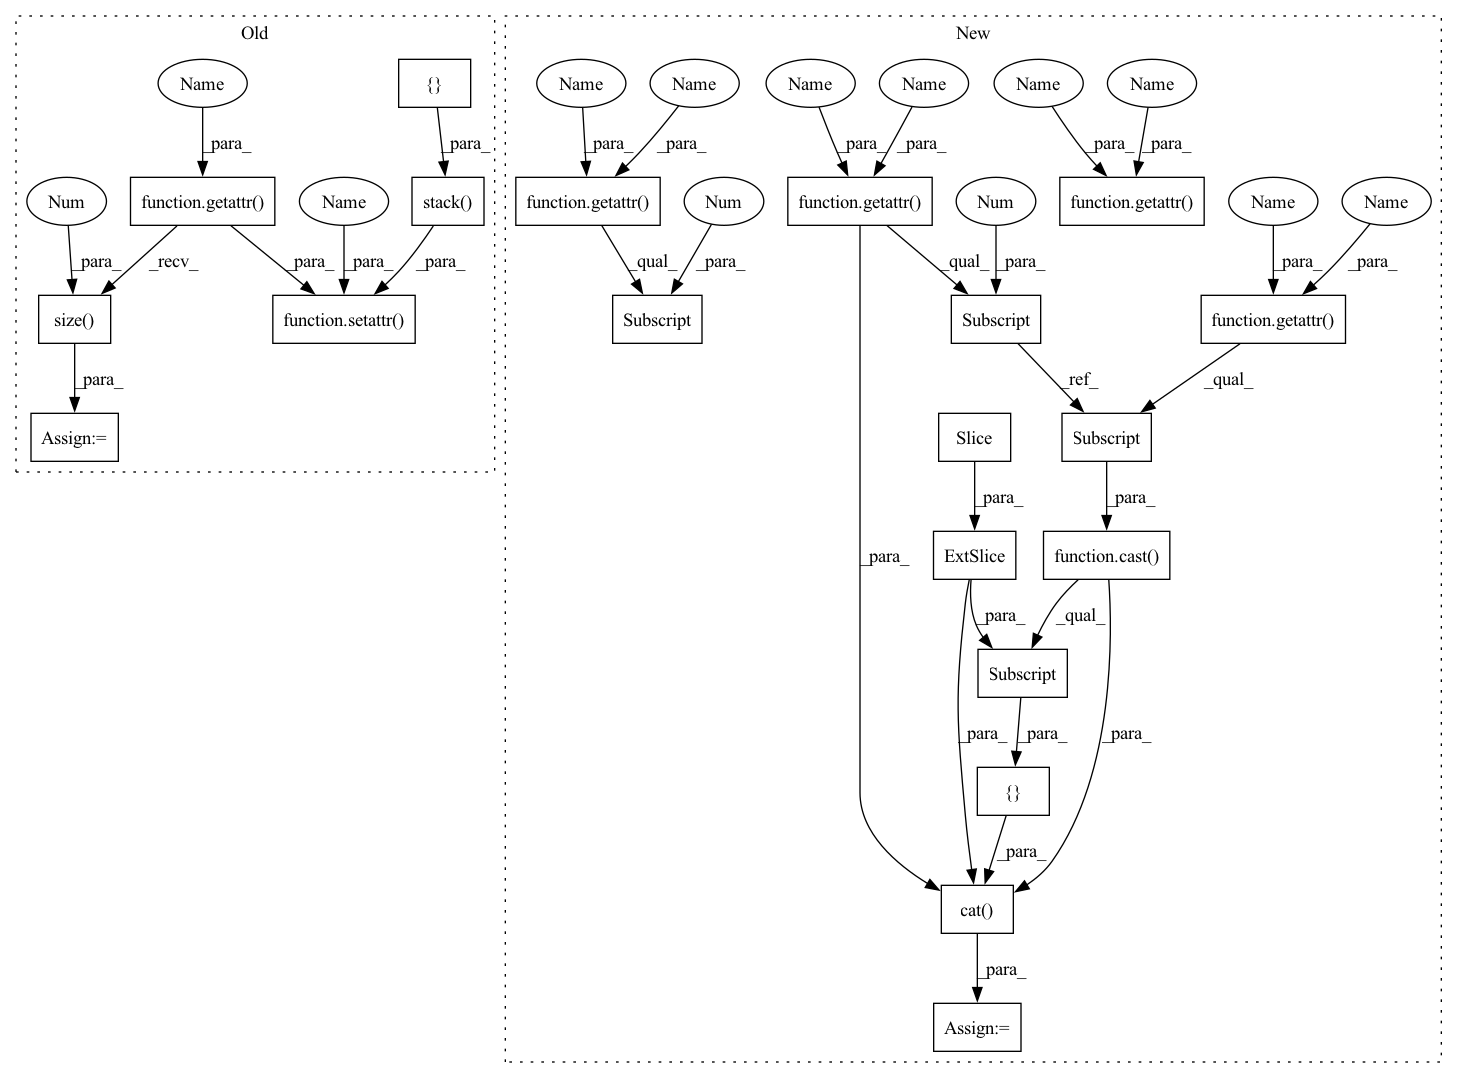 Old New
Name {} Name Name Name Name Name Name
_para_ _para_ _para_ _para_ _para_ _para_ _para_ _para_
Num function.getattr() Name stack() function.getattr() Num function.getattr() Num function.getattr() Name Name
_para_ _recv_ _para_ _para_ _para_ _qual_ _para_ _qual_ _para_ _para_ _para_
size() function.setattr() Subscript Subscript function.getattr()
_para_ _ref_ _qual_
Assign:= Slice Subscript
_para_ _para_
_para_ ExtSlice function.cast()
_para_ _qual_
Subscript
_para_ _para_ _para_
{}
_para_
cat()
_para_
Assign:=